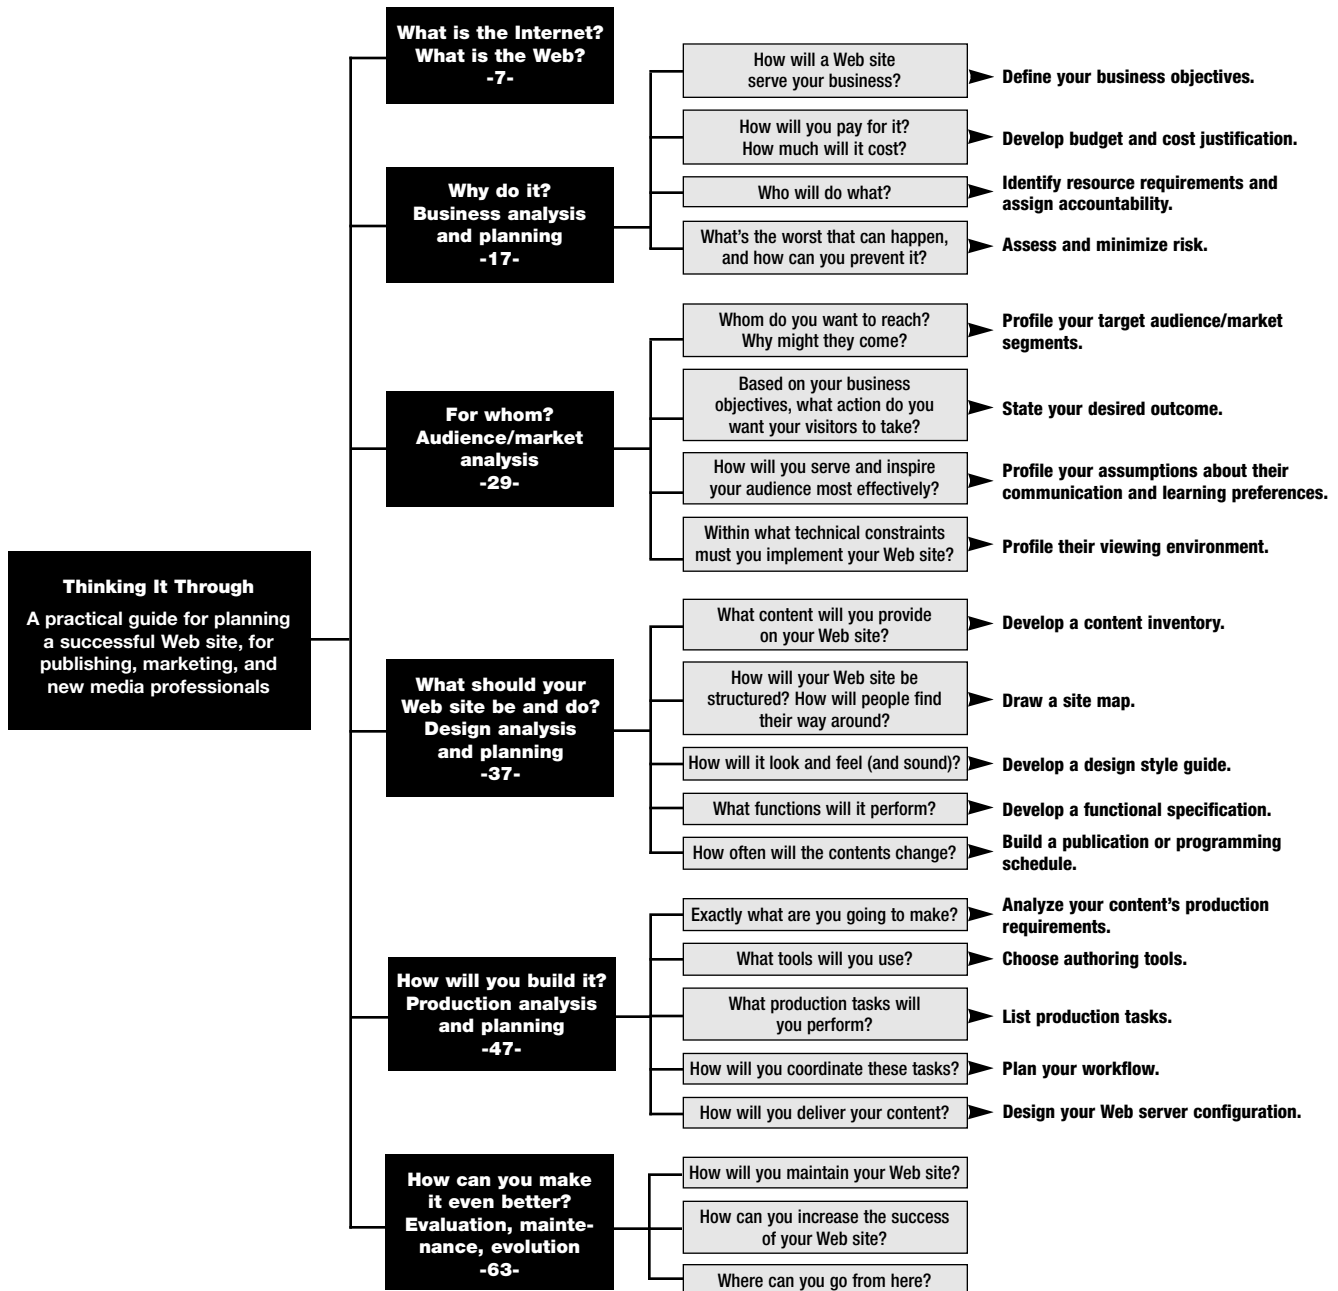 Thinking It Through
A practical guide for planning
a successful Web site, for
publishing, marketing, and
new media professionals
What is the Internet?
What is the Web?
-7-
Why do it?
Business analysis
and planning
-17-
How will a Web site
serve your business?
Define your business objectives.
How will you pay for it?
How much will it cost?
Develop budget and cost justification.
Who will do what?
Identify resource requirements and
assign accountability.
What's the worst that can happen,
and how can you prevent it?
Assess and minimize risk.
For whom?
Audience/market
analysis
-29-
Whom do you want to reach?
Why might they come?
Profile your target audience/market
segments.
Based on your business
objectives, what action do you
want your visitors to take?
State your desired outcome.
How will you serve and inspire
your audience most effectively?
Profile your assumptions about their
communication and learning preferences.
Within what technical constraints
must you implement your Web site?
Profile their viewing environment.
What should your
Web site be and do?
Design analysis
and planning
-37-
What content will you provide
on your Web site?
Develop a content inventory.
How will your Web site be
structured? How will people find
their way around?
Draw a site map.
How will it look and feel (and sound)?
Develop a design style guide.
What functions will it perform?
Develop a functional specification.
How often will the contents change?
Build a publication or programming
schedule.
How will you build it?
Production analysis
and planning
-47-
Exactly what are you going to make?
Analyze your content's production
requirements.
What tools will you use?
Choose authoring tools.
What production tasks will
you perform?
List production tasks.
How will you coordinate these tasks?
Plan your workflow.
How will you deliver your content?
Design your Web server configuration.
How can you make
it even better?
Evaluation, mainte-
nance, evolution
-63-
How will you maintain your Web site?
How can you increase the success
of your Web site?
Where can you go from here?